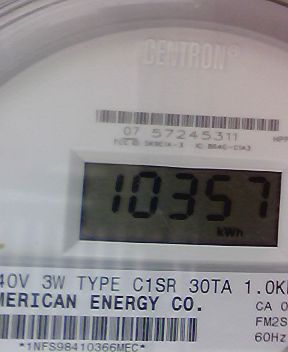 CENTRON®
07 57245311
10357
kWh
40V 3W TYPE C1SR 30TA 1.0K
MERICAN ENERGY CO.
CA 0
FM2S
60Hz
*1NFS98410366MEC*